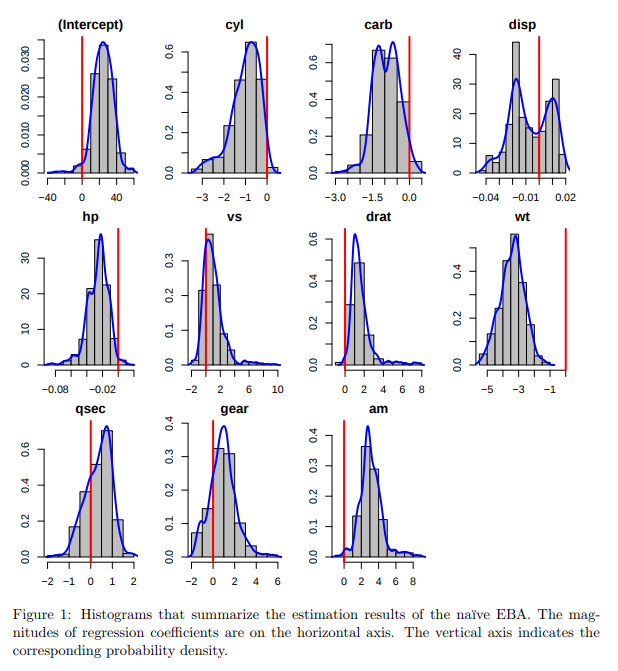 (Intercept) cyl carb disp
0.000 0.010 0.020 0.030
−40 0 40
0.0 0.2 0.4 0.6
−3 −2 −1 0
0.0 0.2 0.4 0.6
−3.0 −1.5 0.0
0 10 20 30 40
−0.04 −0.01 0.02
hp vs drat wt
0 10 20 30
−0.08 −0.02
0.0 0.1 0.2 0.3
−2 2 6 10
0.0 0.2 0.4 0.6
0 2 4 6 8
0.0 0.2 0.4
−5 −3 −1
qsec gear am
0.0 0.2 0.4 0.6
−2 −1 0 1 2
0.0 0.1 0.2 0.3 0.4
−2 0 2 4 6
0.0 0.1 0.2 0.3 0.4
0 2 4 6 8
Figure 1: Histograms that summarize the estimation results of the naïve EBA. The mag-
nitudes of regression coefficients are on the horizontal axis. The vertical axis indicates the
corresponding probability density.